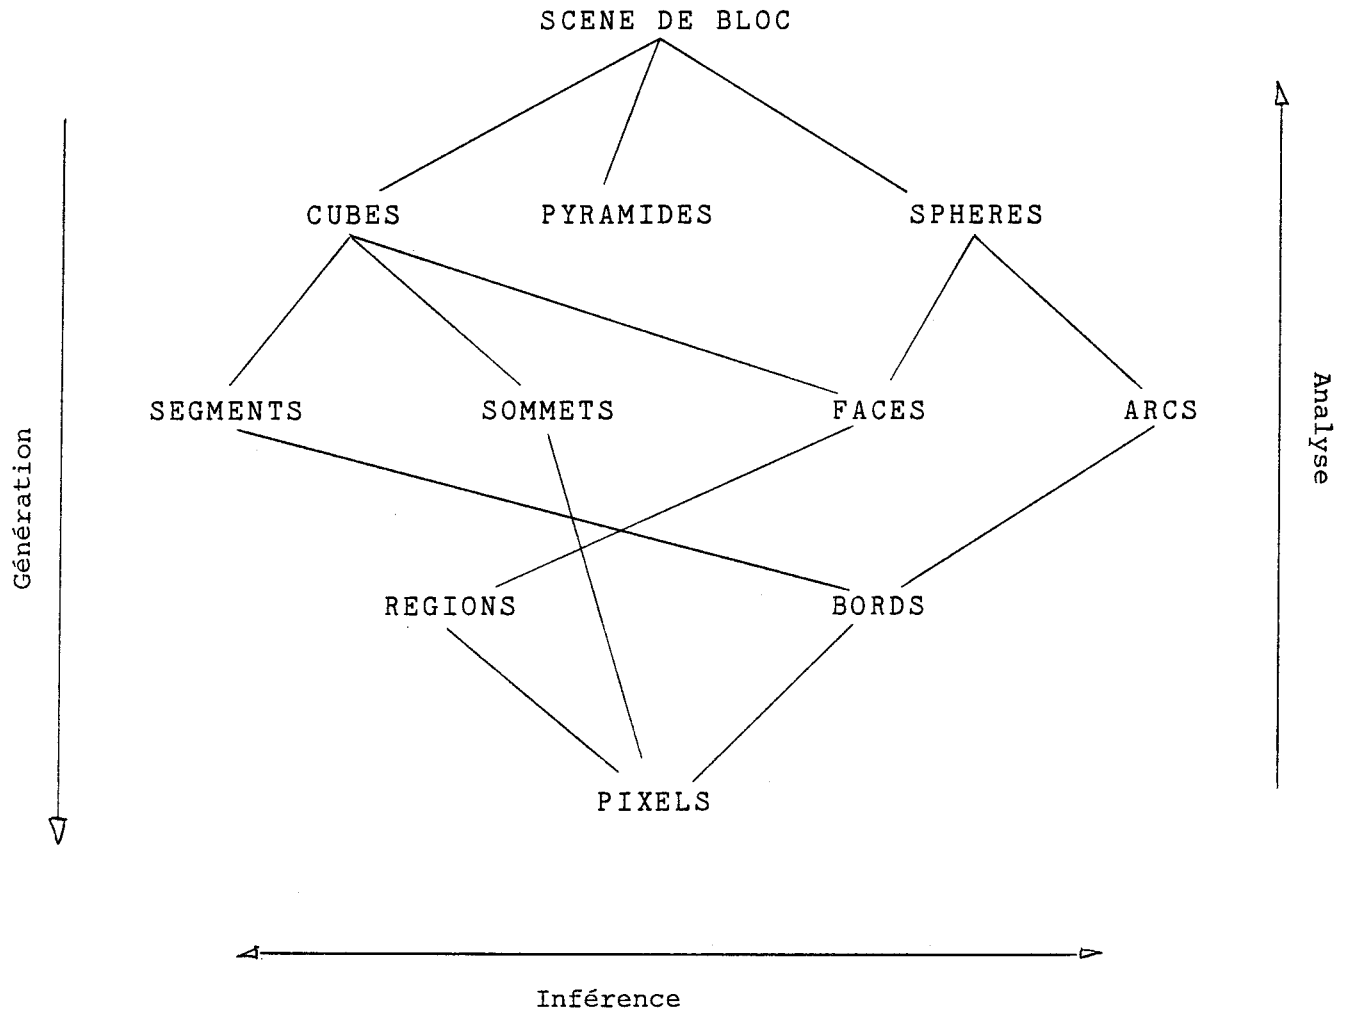 SCENE DE BLOC
CUBES PYRAMIDES SPHERES
SEGMENTS SOMMETS FACES ARCS
REGIONS BORDS
PIXELS
Génération
Analyse
Inférence